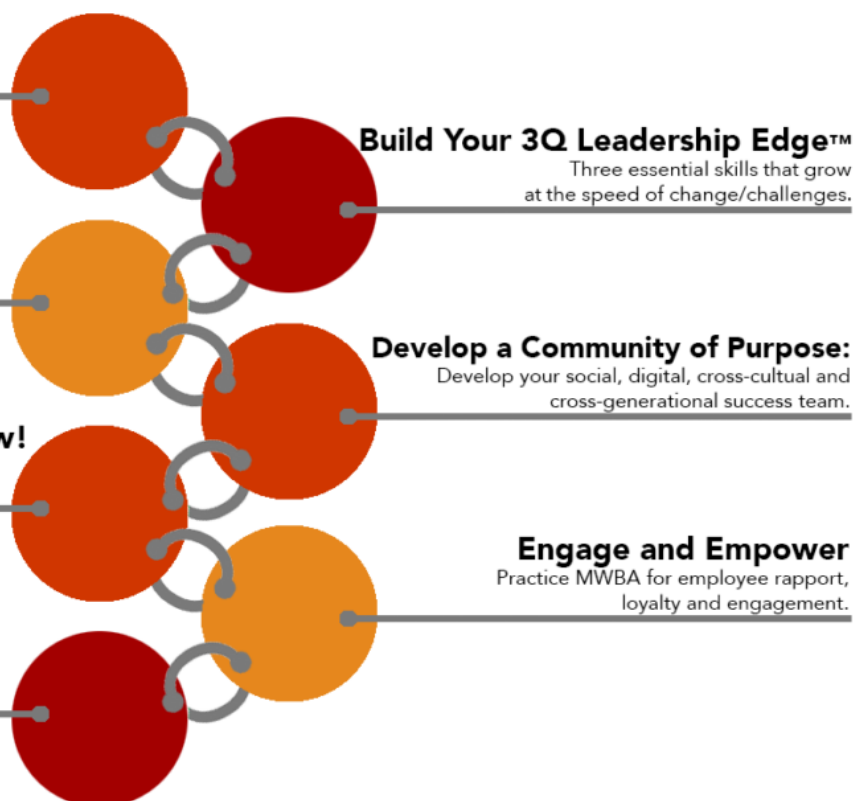 Build Your 3Q Leadership Edge™
Three essential skills that grow
at the speed of change/challenges.
Develop a Community of Purpose:
Develop your social, digital, cross-cultual and
cross-generational success team.
w!
Engage and Empower
Practice MWBA for employee rapport,
loyalty and engagement.